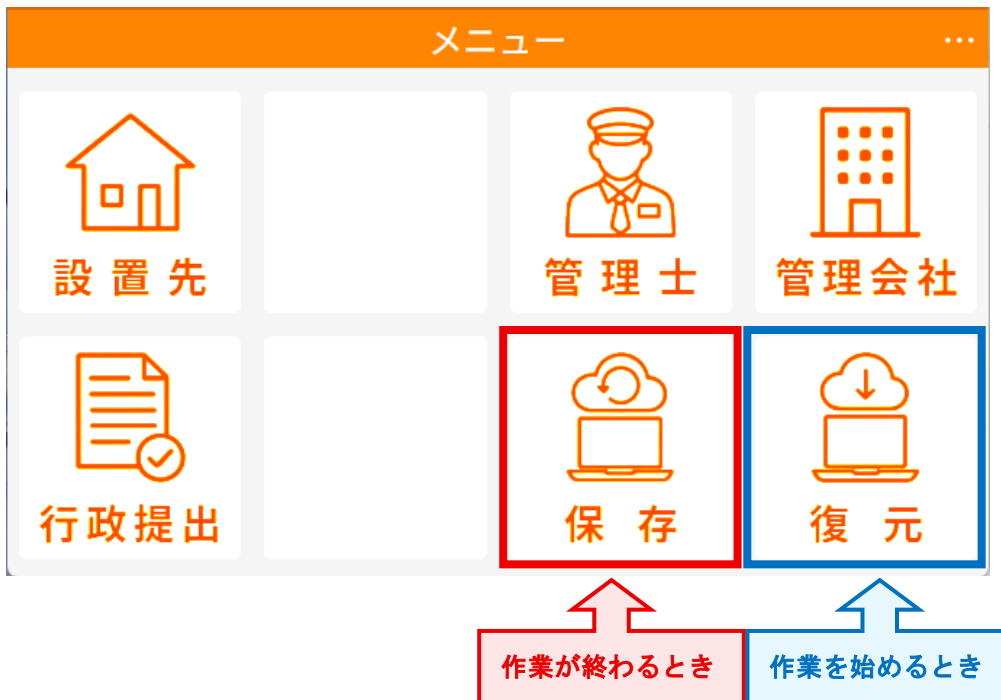 メニュー
…
設置先
管理士
管理会社
行政提出
保存
復元
作業が終わるとき
作業を始めるとき